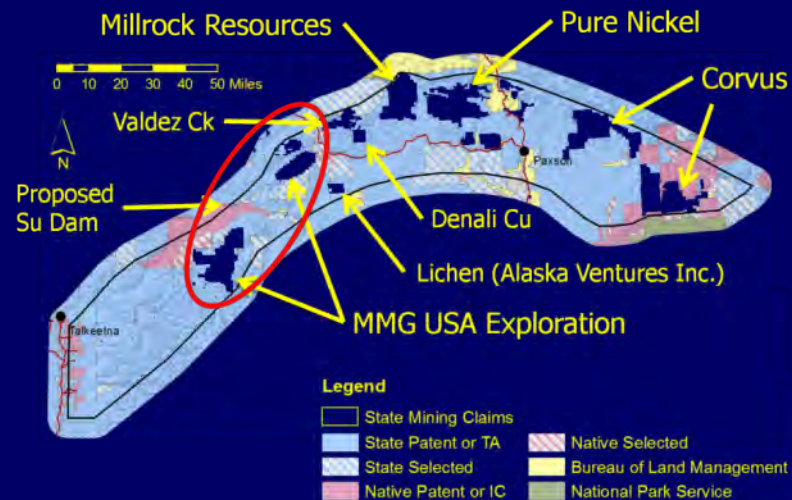 Millrock Resources
Pure Nickel
Corvus
0 10 20 30 40 50 Miles
Valdez Ck
N
Paxson
Proposed
Su Dam
Denali Cu
Lichen (Alaska Ventures Inc.)
MMG USA Exploration
Talkeetna
Legend
State Mining Claims
State Patent or TA
State Selected
Native Patent or IC
Native Selected
Bureau of Land Management
National Park Service